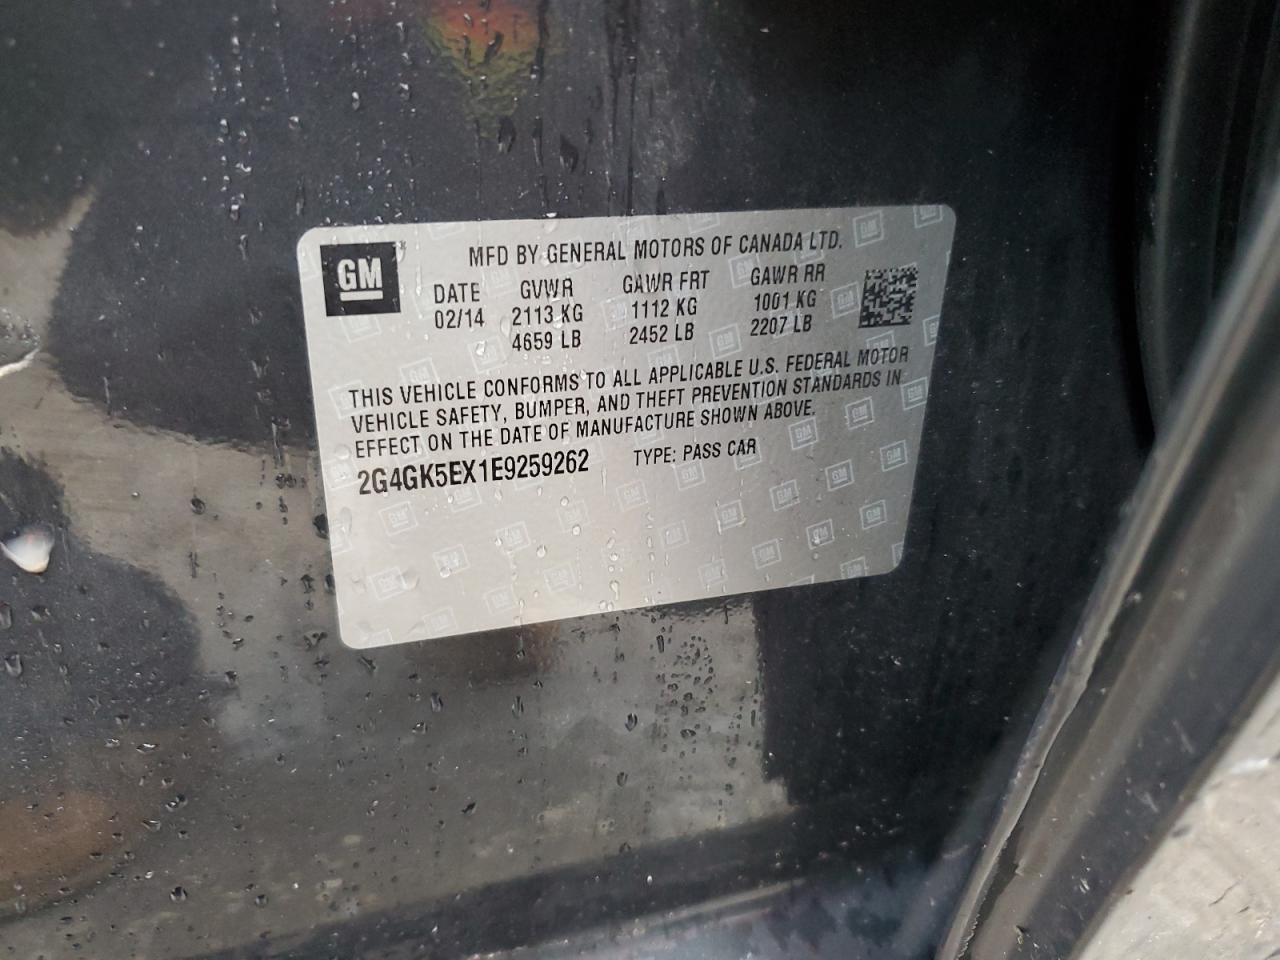 GM
MFD BY GENERAL MOTORS OF CANADA LTD.
DATE GVWR GAWR FRT GAWR RR
02/14 2113 KG 1112 KG 1001 KG
4659 LB 2452 LB 2207 LB
THIS VEHICLE CONFORMS TO ALL APPLICABLE U.S. FEDERAL MOTOR
VEHICLE SAFETY, BUMPER, AND THEFT PREVENTION STANDARDS IN
EFFECT ON THE DATE OF MANUFACTURE SHOWN ABOVE.
2G4GK5EX1E9259262 TYPE: PASS CAR